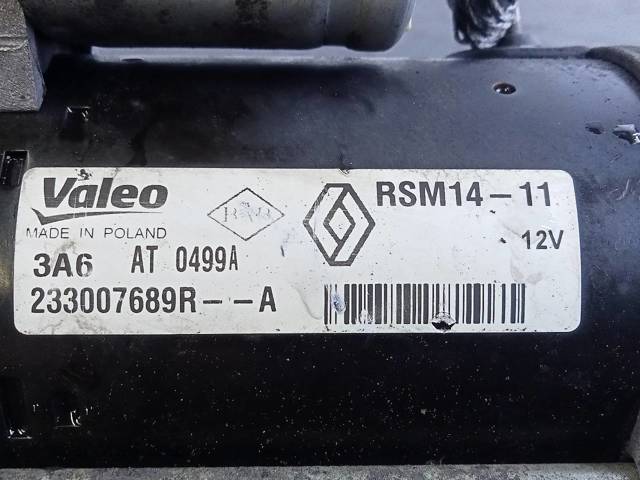 Valeo
MADE IN POLAND
3A6 AT 0499A
233007689R--A
RSM14-11
12V